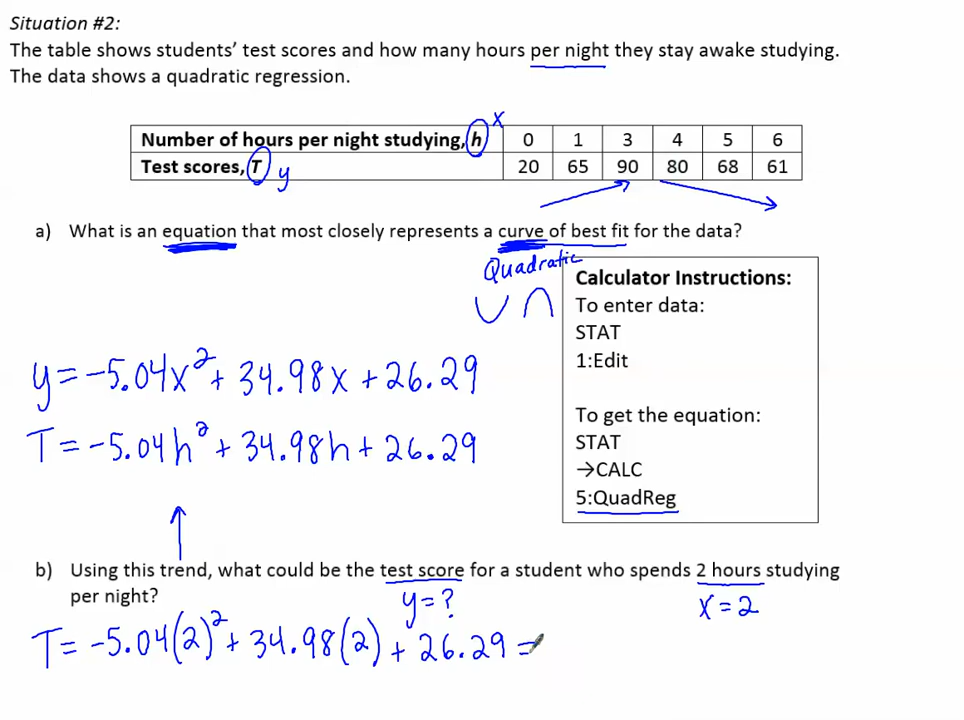 Situation #2:
The table shows students' test scores and how many hours per night they stay awake studying.
The data shows a quadratic regression.
x
Number of hours per night studying, h 0 1 3 4 5 6
Test scores, T y 20 65 90 80 68 61
a) What is an equation that most closely represents a curve of best fit for the data?
Quadratic
Calculator Instructions:
To enter data:
STAT
1:Edit
To get the equation:
STAT
→CALC
5:QuadReg
y = -5.04x² + 34.98x + 26.29
T = -5.04h² + 34.98h + 26.29
b) Using this trend, what could be the test score for a student who spends 2 hours studying
per night?
y = ?
x = 2
T = -5.04(2)² + 34.98(2) + 26.29 =